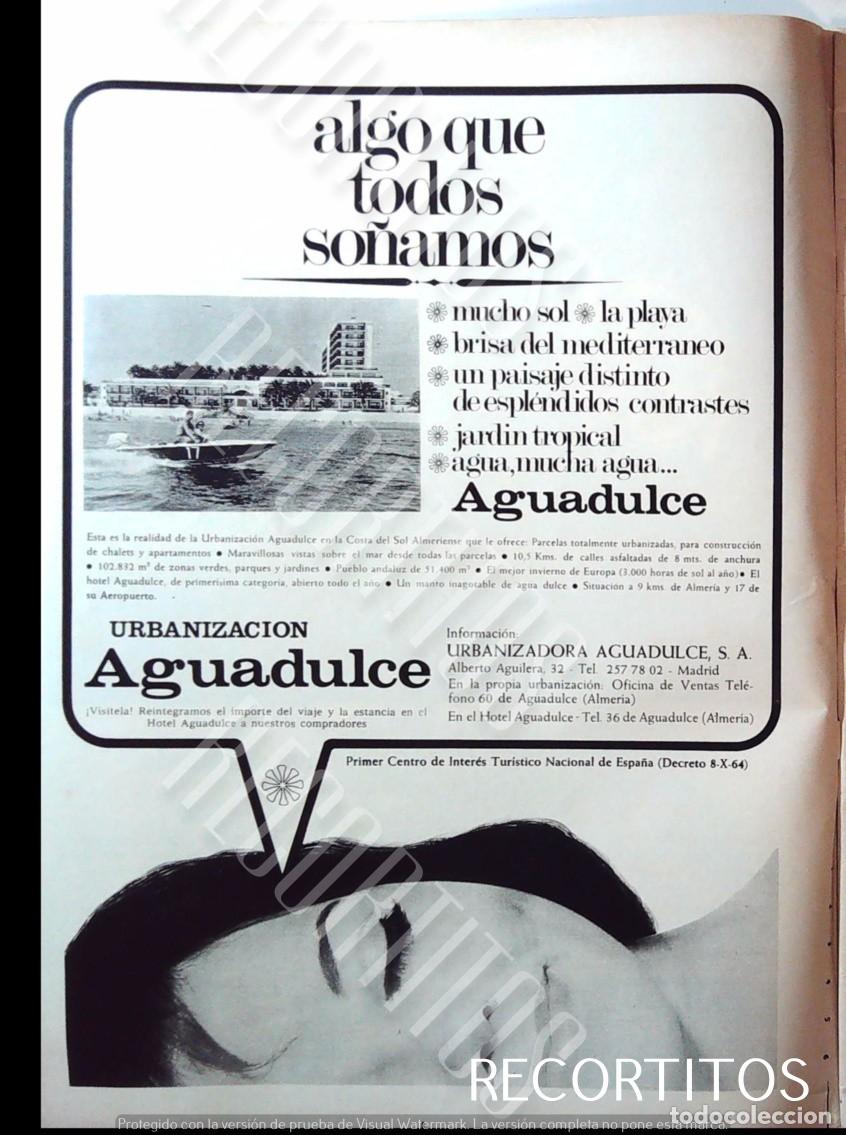 algo que
todos
soñamos
mucho sol la playa
brisa del mediterraneo
un paisaje distinto
de espléndidos contrastes
jardin tropical
agua, mucha agua...
Aguadulce
Esta es la realidad de la Urbanización Aguadulce en la Costa del Sol Almeriense que le ofrece: Parcelas totalmente urbanizadas, para construcción
de chalets y apartamentos • Maravillosas vistas sobre el mar desde todas las parcelas • 10,5 Kms. de calles asfaltadas de 8 mts. de anchura
• 102.832 m² de zonas verdes, parques y jardines • Pueblo andaluz de 51.400 m² • El mejor invierno de Europa (3.000 horas de sol al año) • El
hotel Aguadulce, de primerísima categoría, abierto todo el año • Un manto inagotable de agua dulce • Situación a 9 kms. de Almería y 17 de
su Aeropuerto.
URBANIZACION
Aguadulce
¡Visítela! Reintegramos el importe del viaje y la estancia en el
Hotel Aguadulce a nuestros compradores
Información:
URBANIZADORA AGUADULCE, S. A.
Alberto Aguilera, 32 - Tel. 257 78 02 - Madrid
En la propia urbanización: Oficina de Ventas Telé-
fono 60 de Aguadulce (Almería)
En el Hotel Aguadulce - Tel. 36 de Aguadulce (Almería)
Primer Centro de Interés Turístico Nacional de España (Decreto 8-X-64)
RECORTITOS
RECORTITOS
RECORTITOS
RECORTITOS
todocoleccion
Protegido con la versión de prueba de Visual Watermark. La versión completa no pone esta marca.